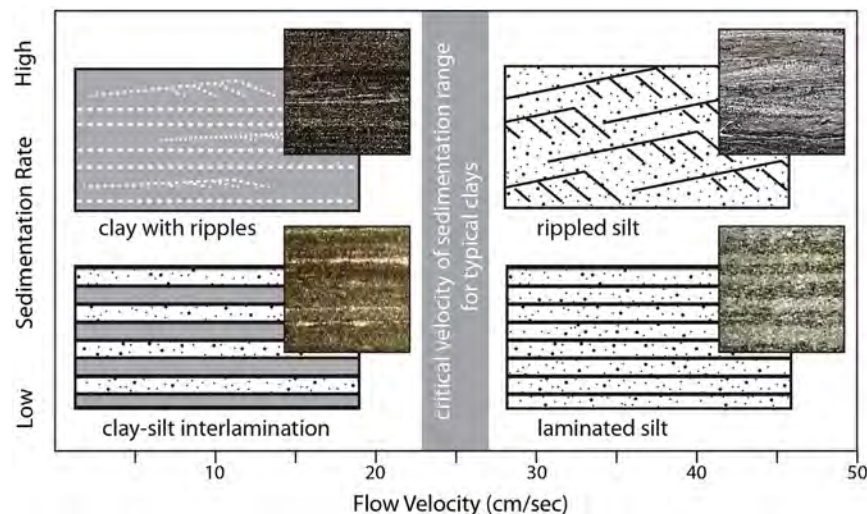 High
Sedimentation Rate
Low
clay with ripples
clay-silt interlamination
critical velocity of sedimentation range
for typical clays
rippled silt
laminated silt
10
20
30
40
50
Flow Velocity (cm/sec)